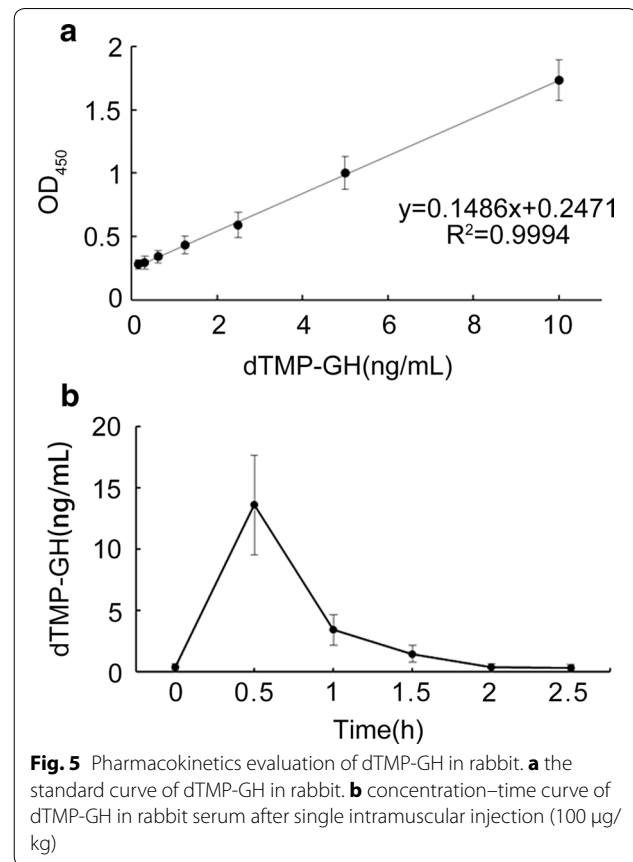 a
2
1.5
1
0.5
0
OD₄₅₀
y=0.1486x+0.2471
R²=0.9994
0 2 4 6 8 10
dTMP-GH(ng/mL)
b
20
15
10
5
0
dTMP-GH(ng/mL)
0 0.5 1 1.5 2 2.5
Time(h)
Fig. 5 Pharmacokinetics evaluation of dTMP-GH in rabbit. a the
standard curve of dTMP-GH in rabbit. b concentration–time curve of
dTMP-GH in rabbit serum after single intramuscular injection (100 µg/
kg)